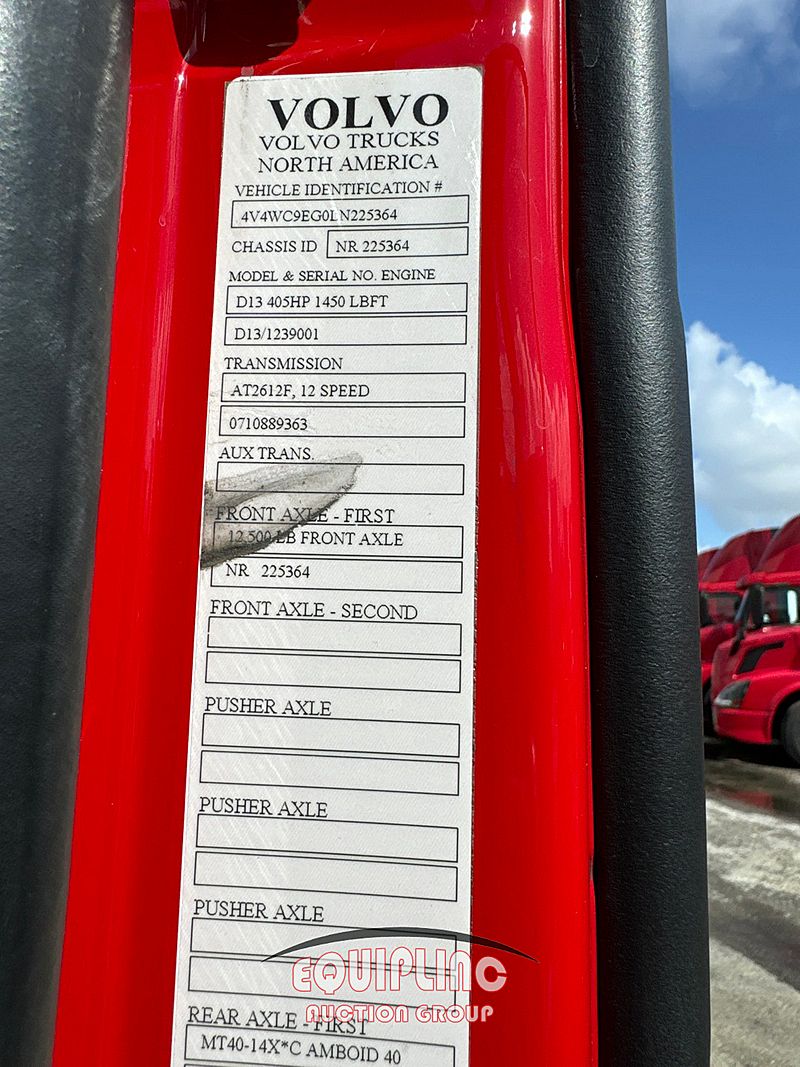 VOLVO
VOLVO TRUCKS
NORTH AMERICA
VEHICLE IDENTIFICATION #
4V4WC9EG0LN225364
CHASSIS ID NR 225364
MODEL & SERIAL NO. ENGINE
D13 405HP 1450 LBFT
D13/1239001
TRANSMISSION
AT2612F, 12 SPEED
0710889363
AUX TRANS.
FRONT AXLE - FIRST
12,500 LB FRONT AXLE
NR 225364
FRONT AXLE - SECOND
PUSHER AXLE
PUSHER AXLE
PUSHER AXLE
EQUIPLINC
AUCTION GROUP
REAR AXLE - FIRST
MT40-14X*C AMBOID 40